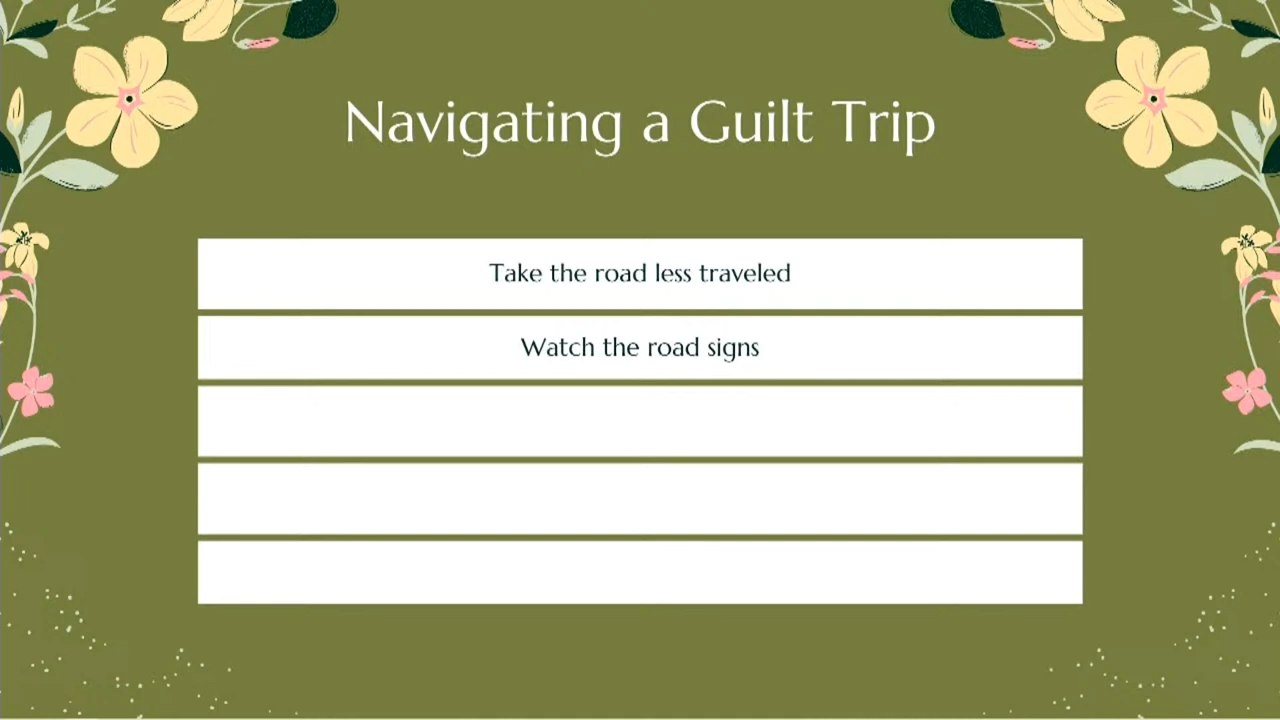 Navigating a Guilt Trip
Take the road less traveled
Watch the road signs